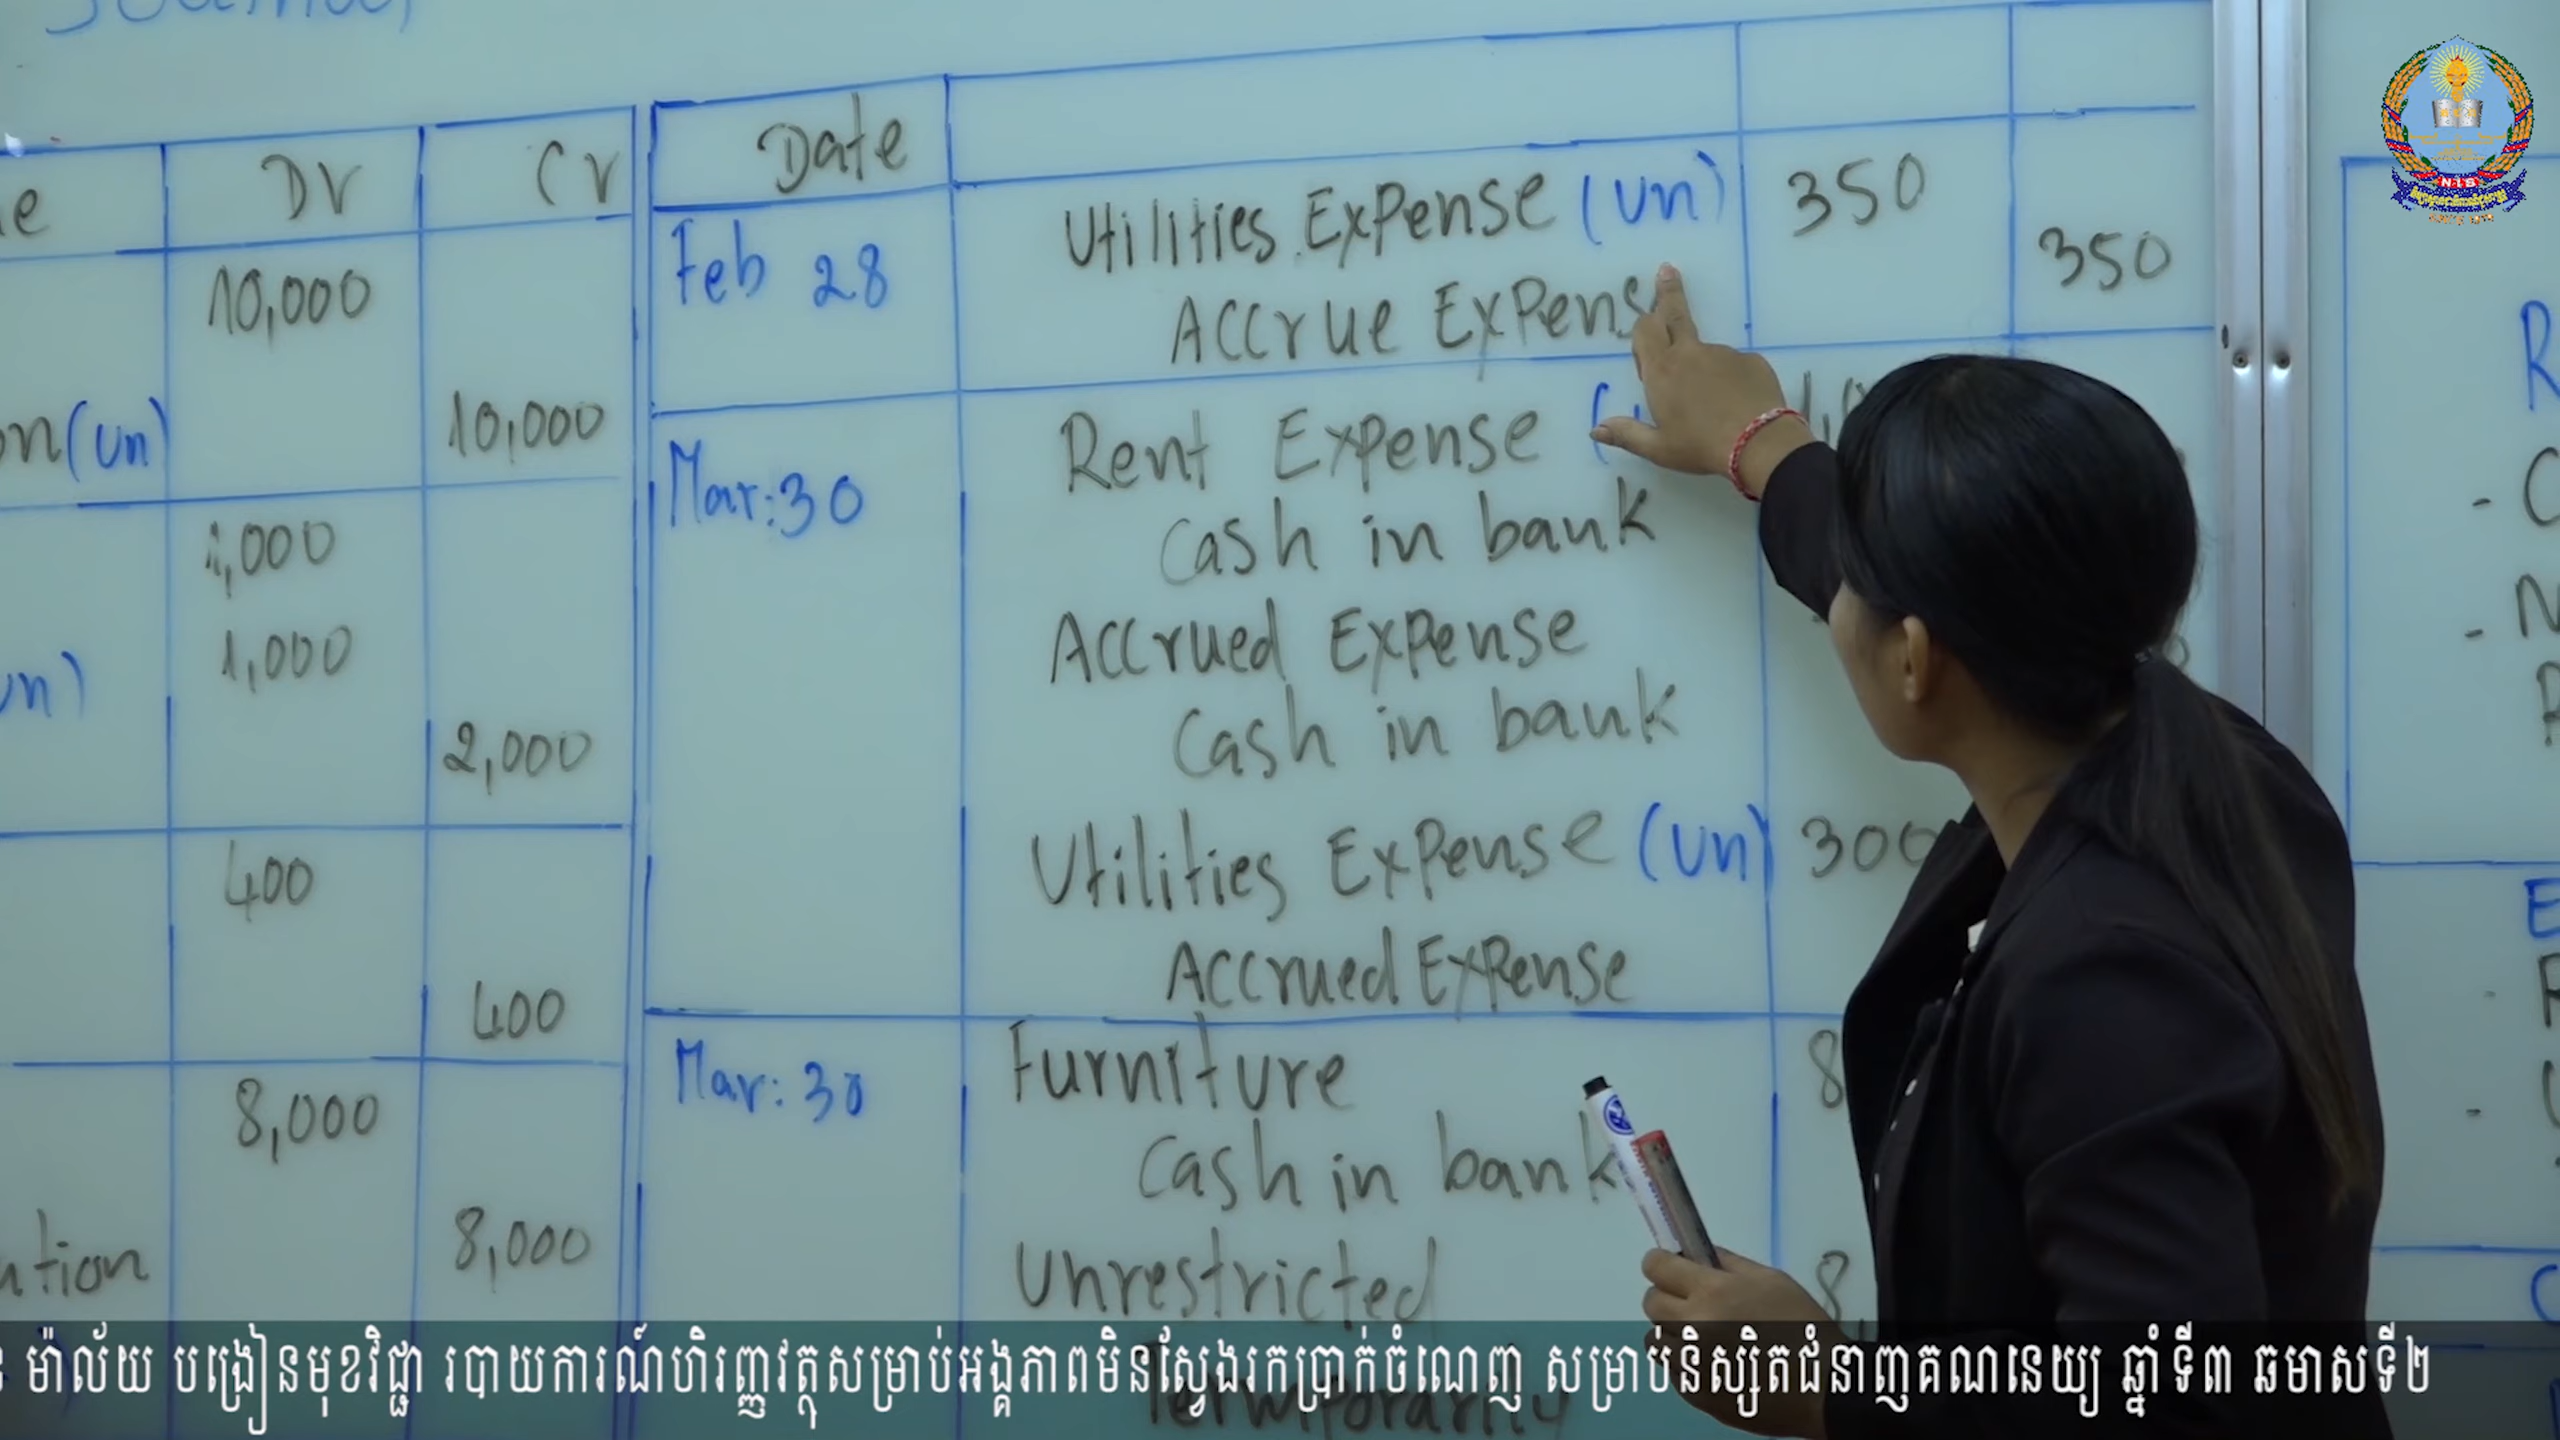 Journal
Dr Cr
10,000
(un) 10,000
1,000
1,000
2,000
400
400
8,000
8,000
Date
Feb 28 Utilities Expense (un) 350
Accrue Expens 350
Mar:30 Rent Expense
Cash in bank
Accrued Expense
Cash in bank
Utilities Expense (un) 300
Accrued Expense
Mar:30 Furniture
Cash in bank
Unrestricted
ម៉ាល័យ បង្រៀនមុខវិជ្ជា របាយការណ៍ហិរញ្ញវត្ថុសម្រាប់អង្គភាពមិនស្វែងរកប្រាក់ចំណេញ សម្រាប់និស្សិតជំនាញគណនេយ្យ ឆ្នាំទី៣ ឆមាសទី២